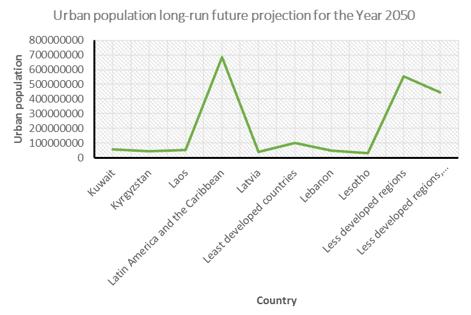 Urban population long-run future projection for the Year 2050
Urban population
800000000
700000000
600000000
500000000
400000000
300000000
200000000
100000000
0
Kuwait
Kyrgyzstan
Laos
Latin America and the Caribbean
Latvia
Least developed countries
Lebanon
Lesotho
Less developed regions
Less developed regions,...
Country